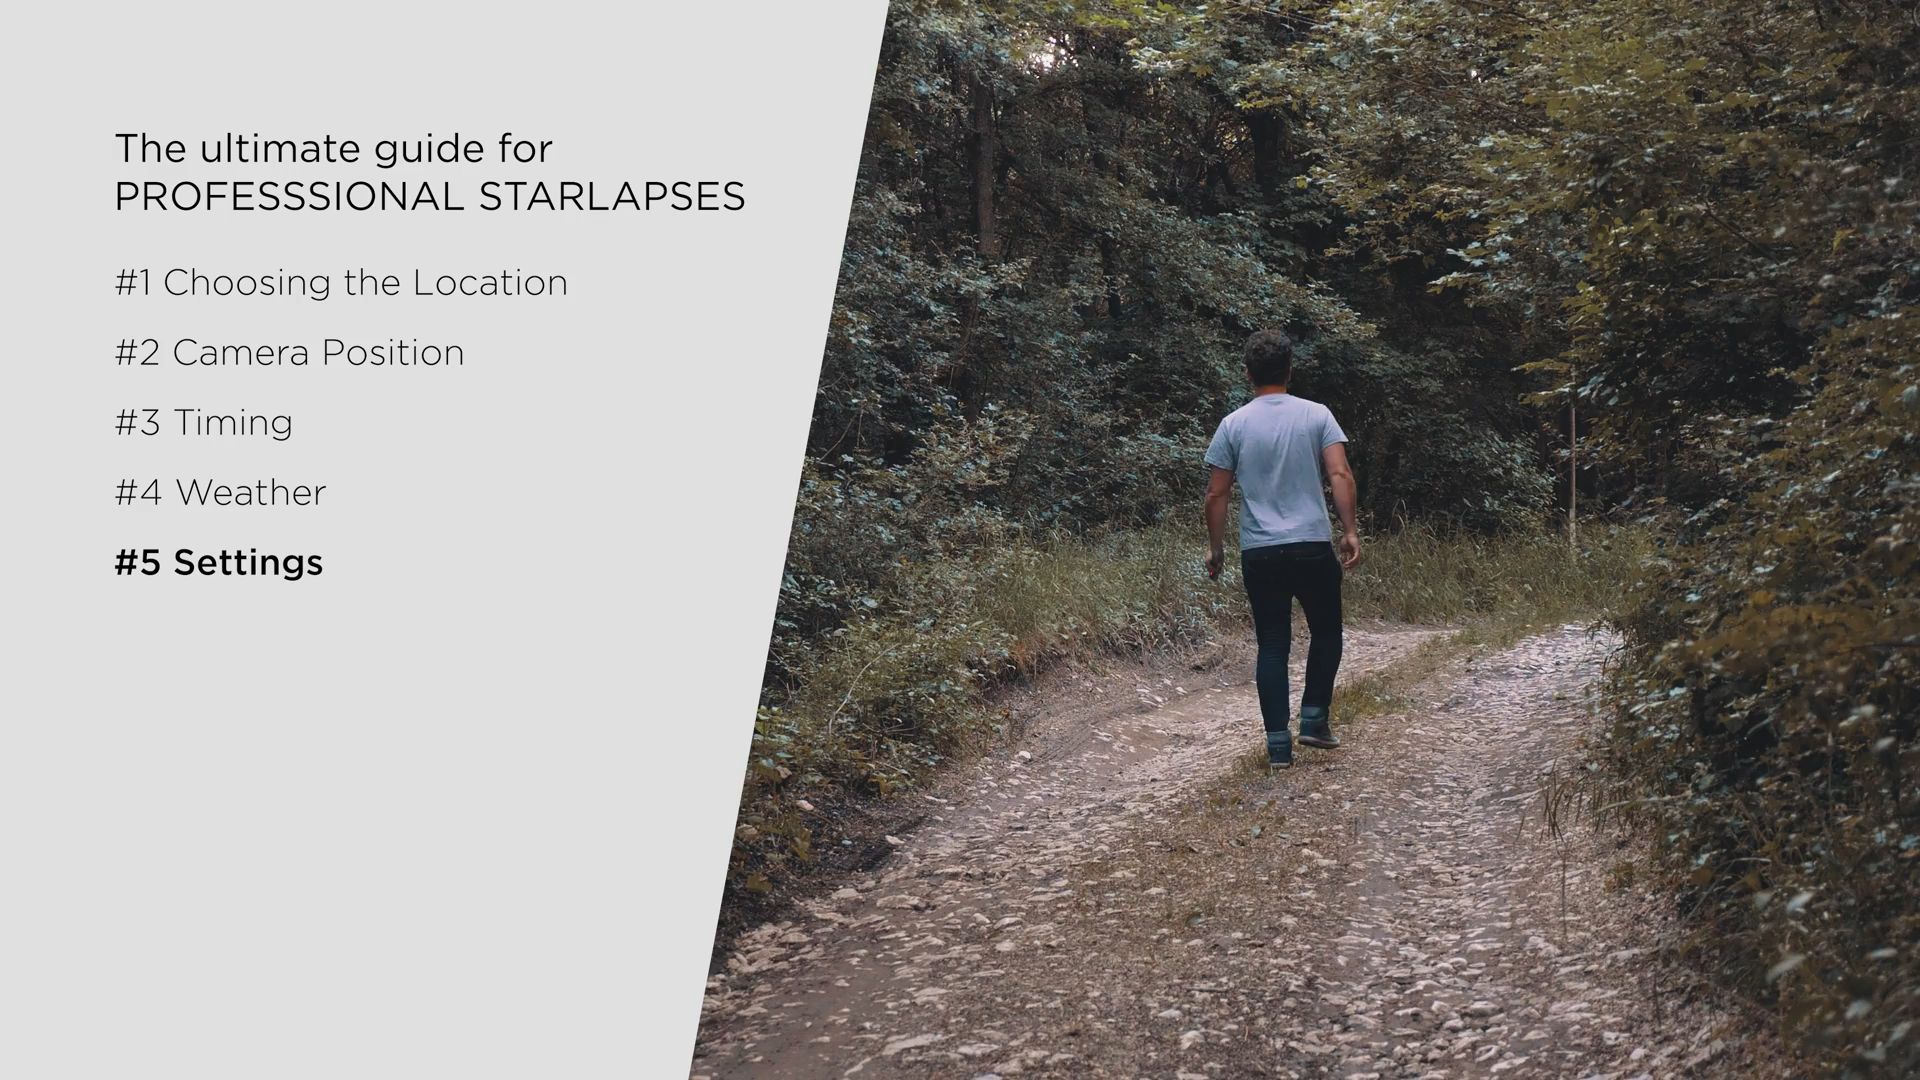 The ultimate guide for
PROFESSSIONAL STARLAPSES
#1 Choosing the Location
#2 Camera Position
#3 Timing
#4 Weather
#5 Settings